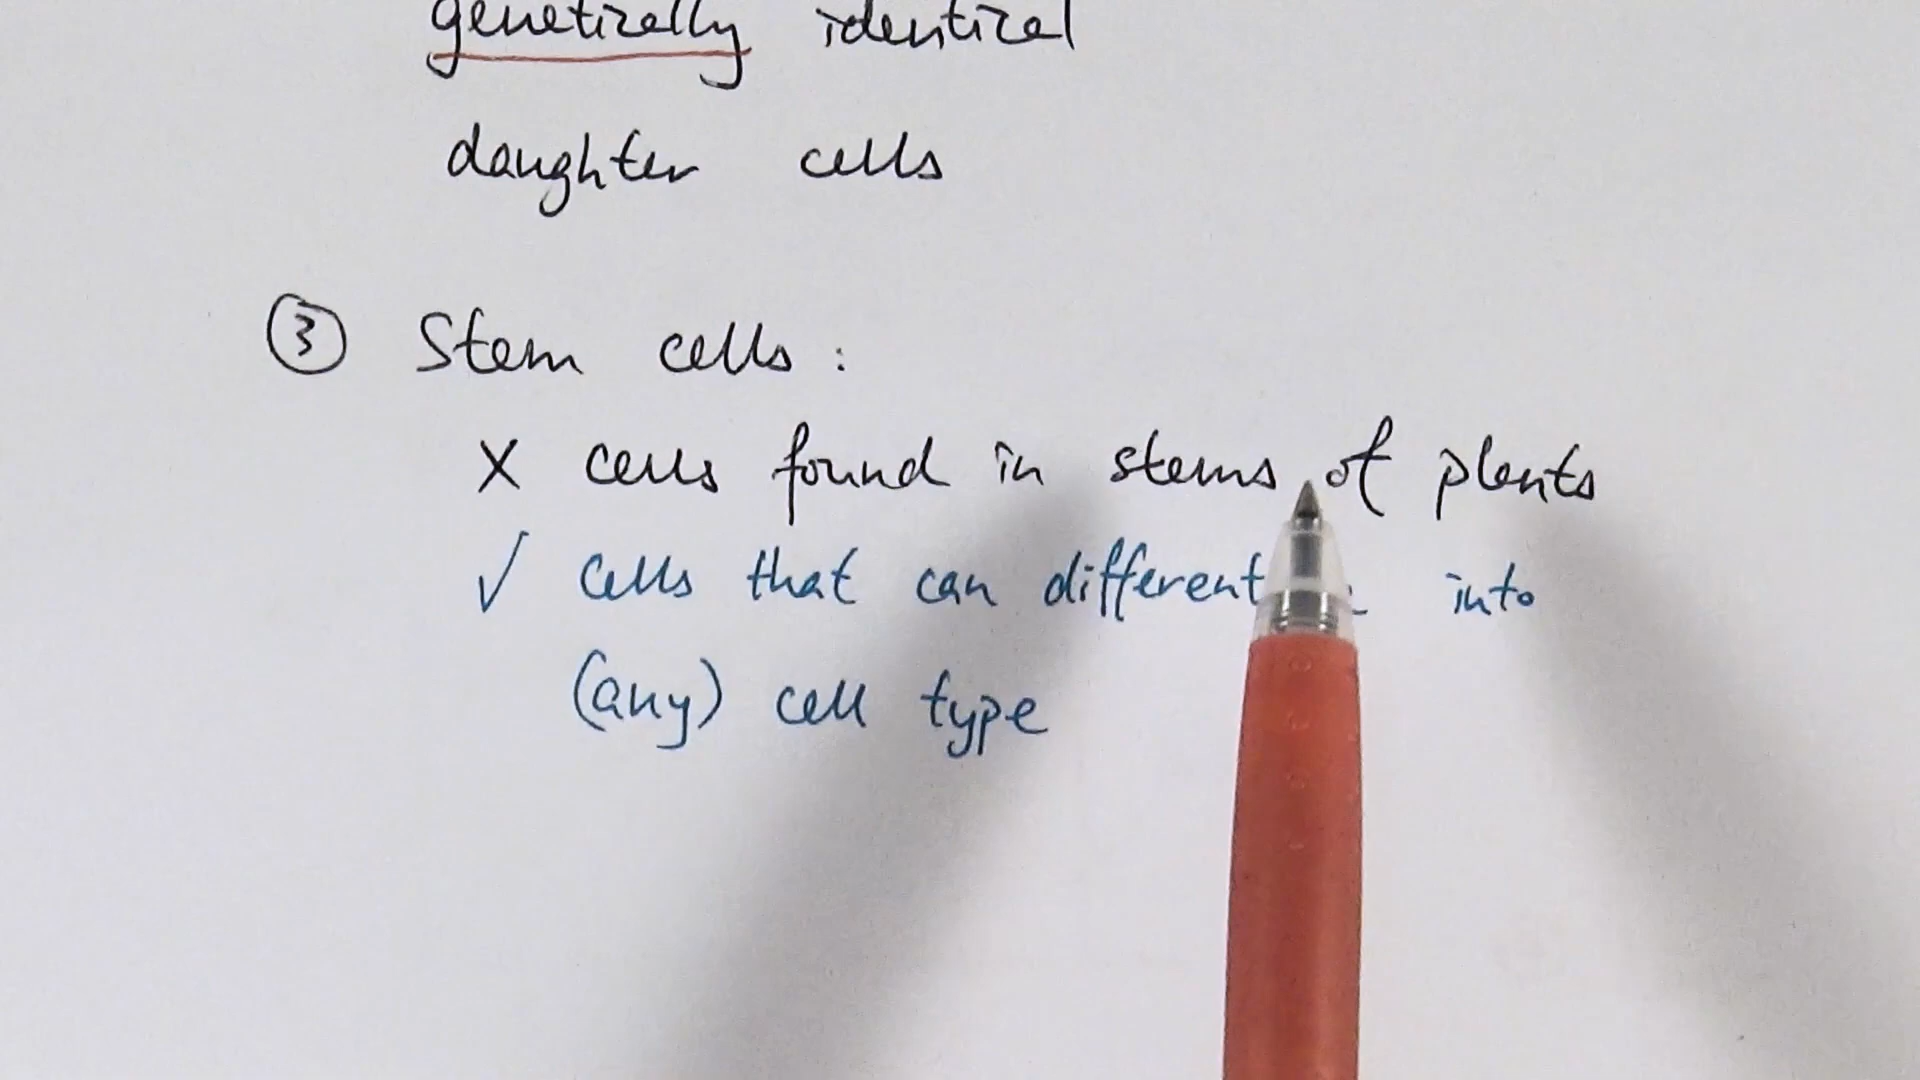 genetically identical
daughter cells
③ Stem cells:
X cells found in stems of plants
✓ cells that can into
(any) cell type